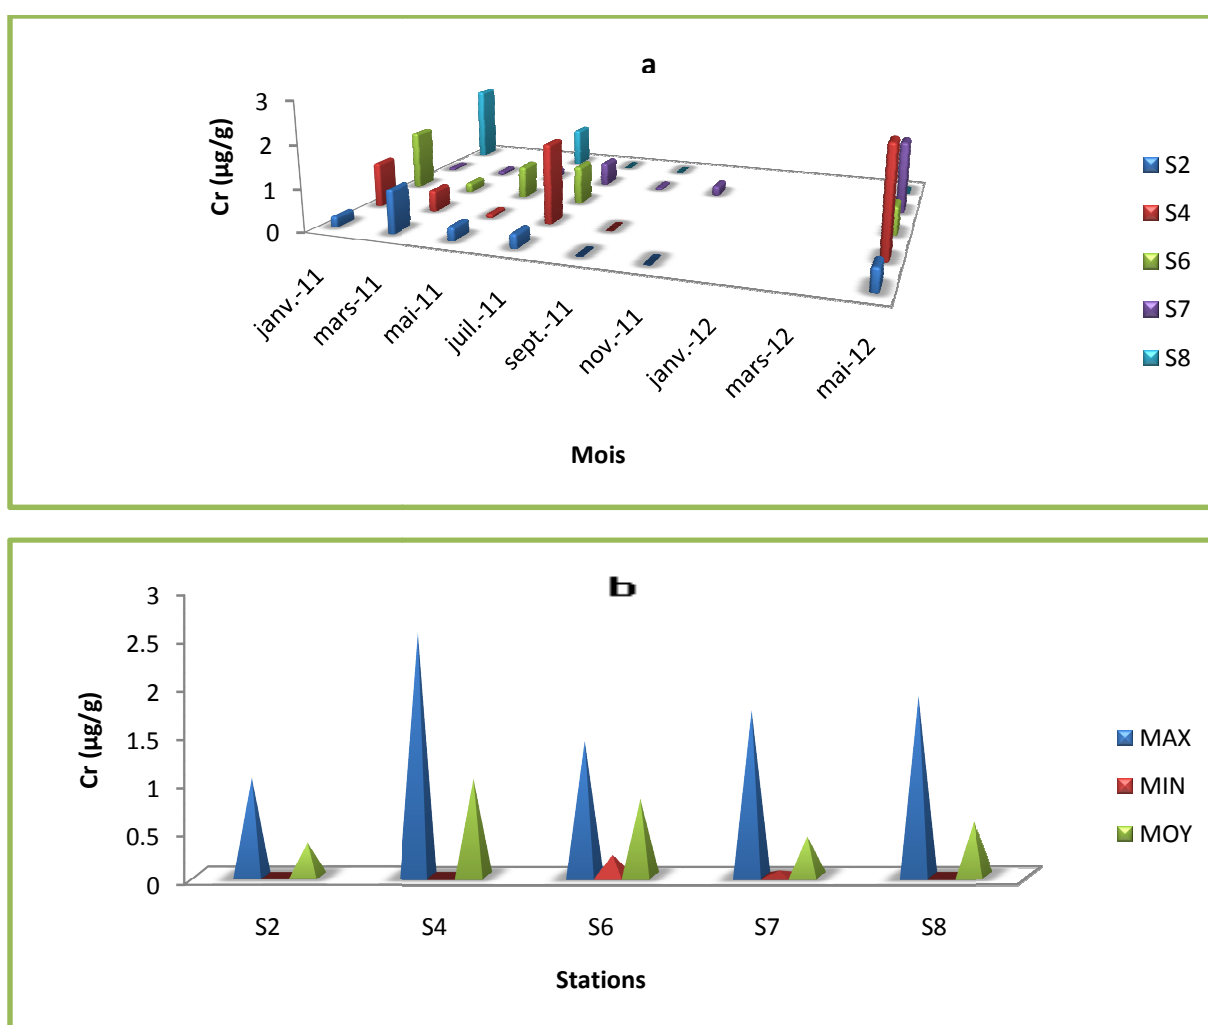 a
Cr (µg/g)
3
2
1
0
janv.-11
mars-11
mai-11
juil.-11
sept.-11
nov.-11
janv.-12
mars-12
mai-12
Mois
S2
S4
S6
S7
S8
b
Cr (µg/g)
3
2.5
2
1.5
1
0.5
0
S2 S4 S6 S7 S8
Stations
MAX
MIN
MOY